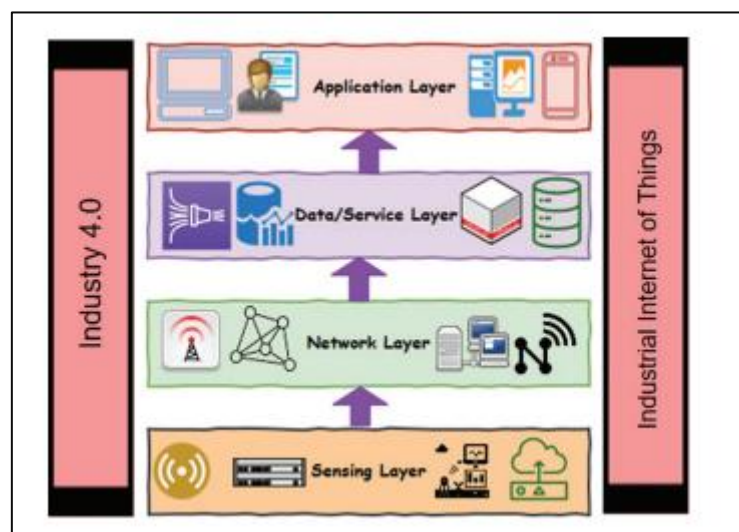 Application Layer
Data/Service Layer
Network Layer
Sensing Layer
Industry 4.0
Industrial Internet of Things